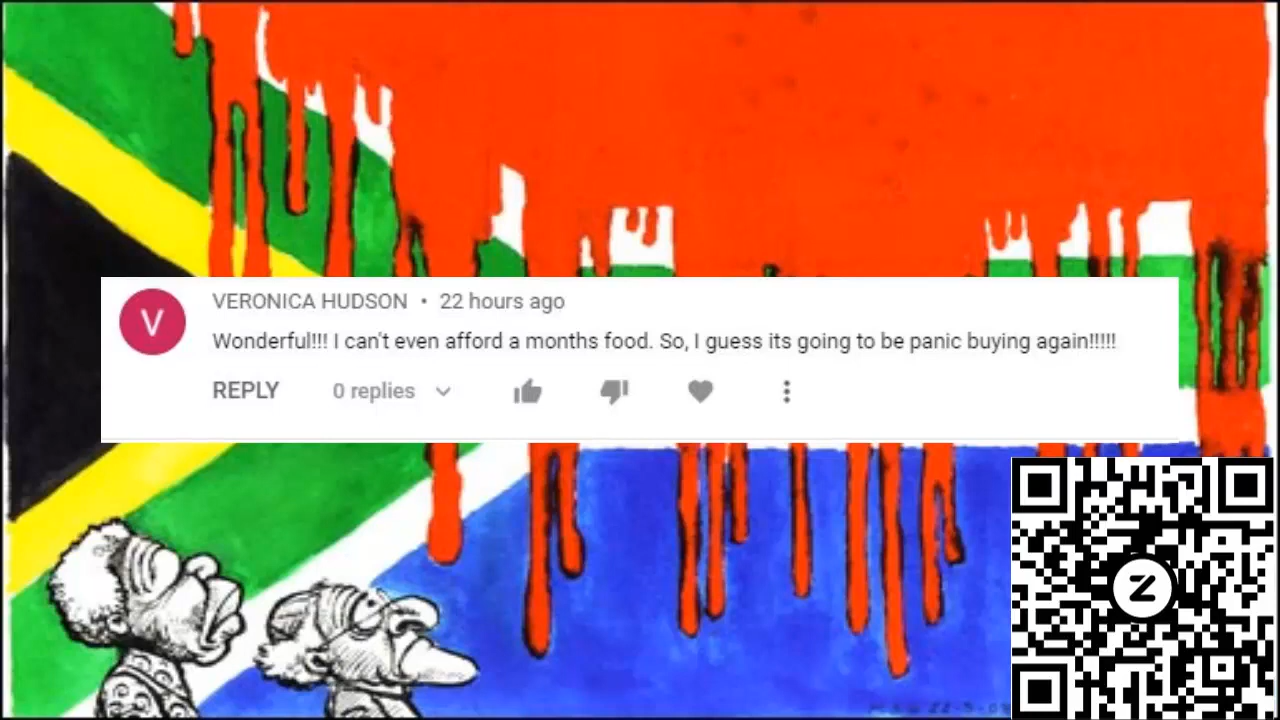 V
VERONICA HUDSON • 22 hours ago
Wonderful!!! I can't even afford a months food. So, I guess its going to be panic buying again!!!!!
REPLY 0 replies
Z